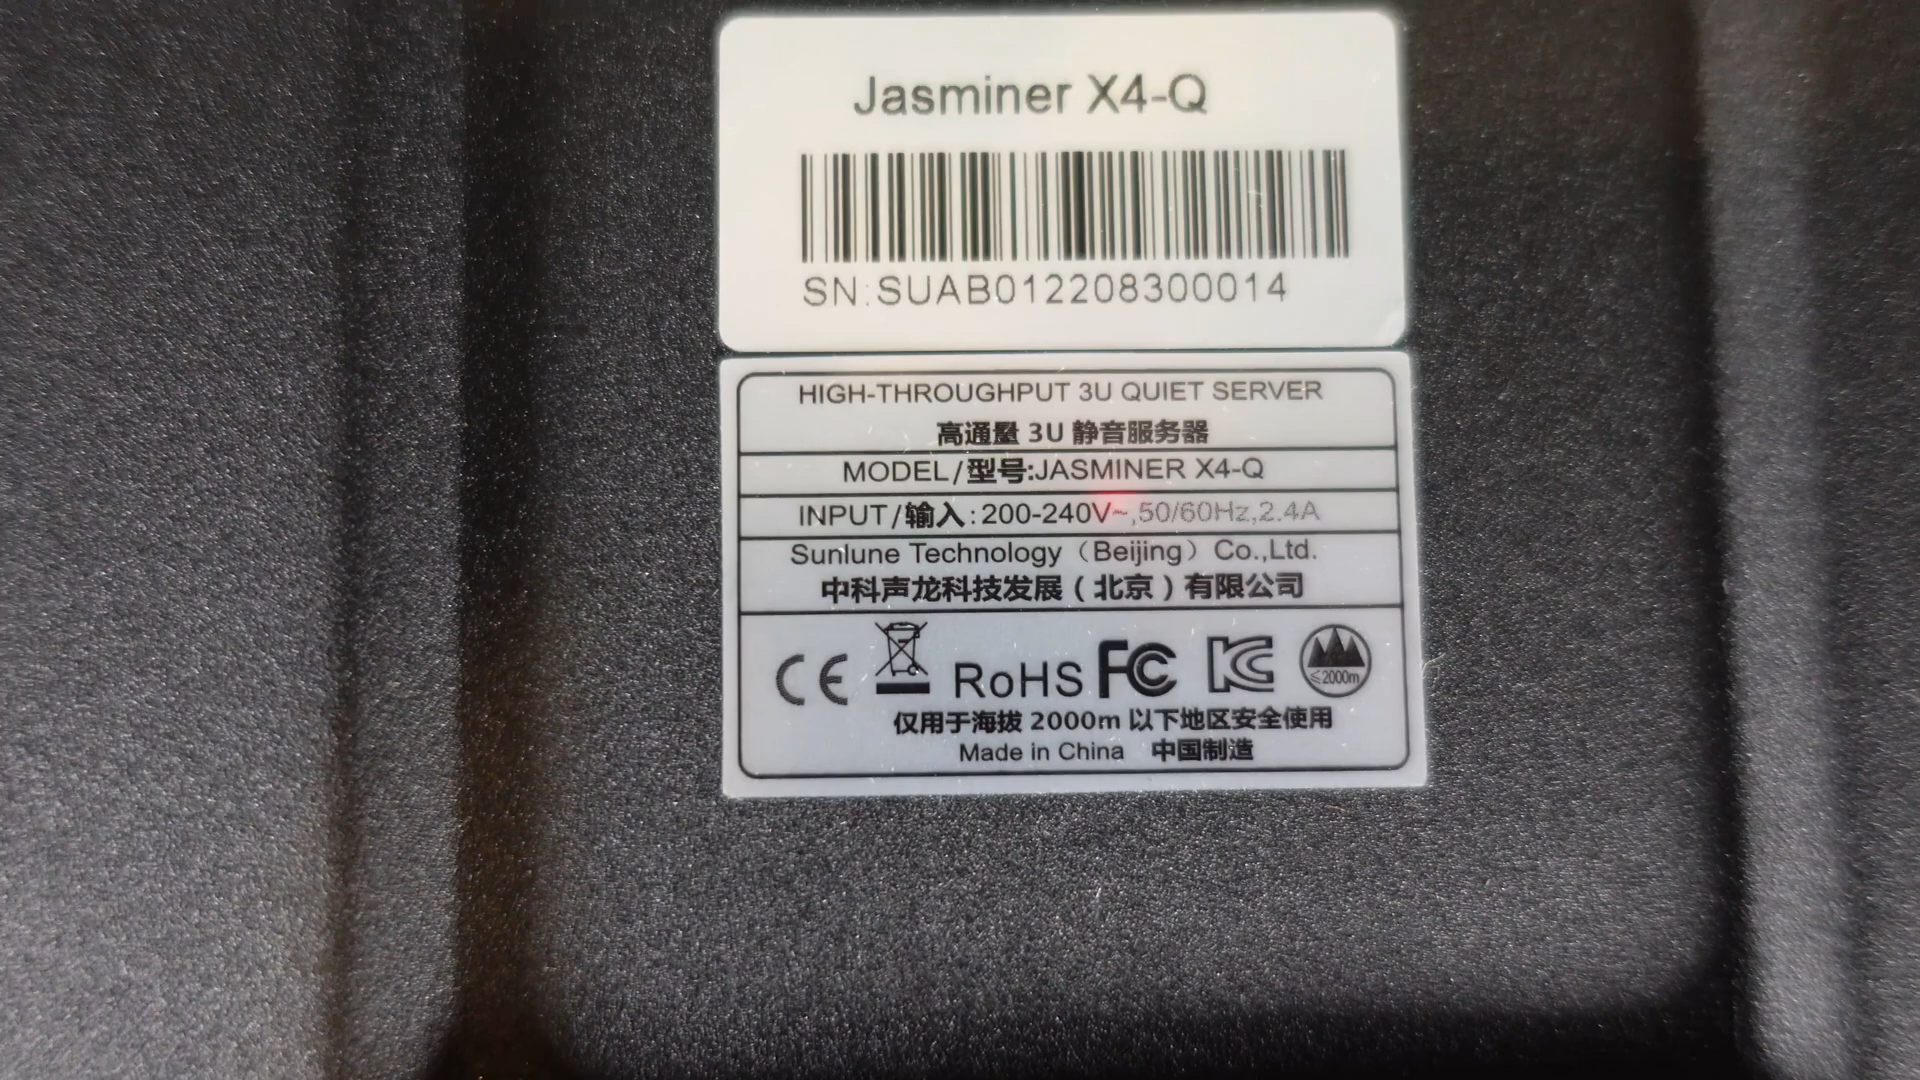 Jasminer X4-Q
SN:SUAB012208300014
HIGH-THROUGHPUT 3U QUIET SERVER
高通量 3U 静音服务器
MODEL/型号:JASMINER X4-Q
INPUT/输入:200-240V~,50/60Hz,2.4A
Sunlune Technology（Beijing）Co.,Ltd.
中科声龙科技发展（北京）有限公司
CE RoHS FC KC ≤2000m
仅用于海拔 2000m 以下地区安全使用
Made in China 中国制造